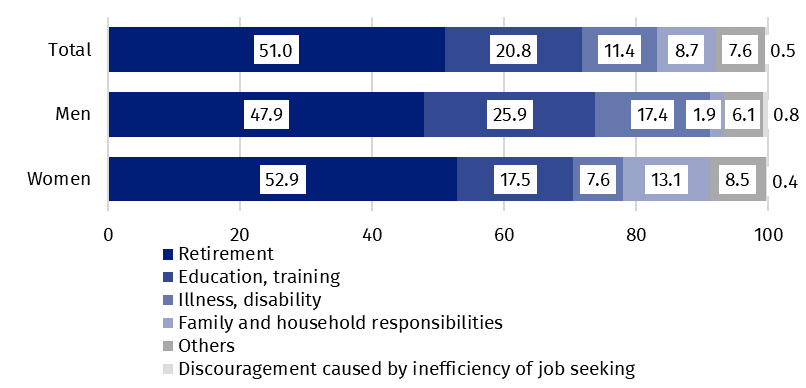 Total 51.0 20.8 11.4 8.7 7.6 0.5
Men 47.9 25.9 17.4 1.9 6.1 0.8
Women 52.9 17.5 7.6 13.1 8.5 0.4
0 20 40 60 80 100
Retirement
Education, training
Illness, disability
Family and household responsibilities
Others
Discouragement caused by inefficiency of job seeking